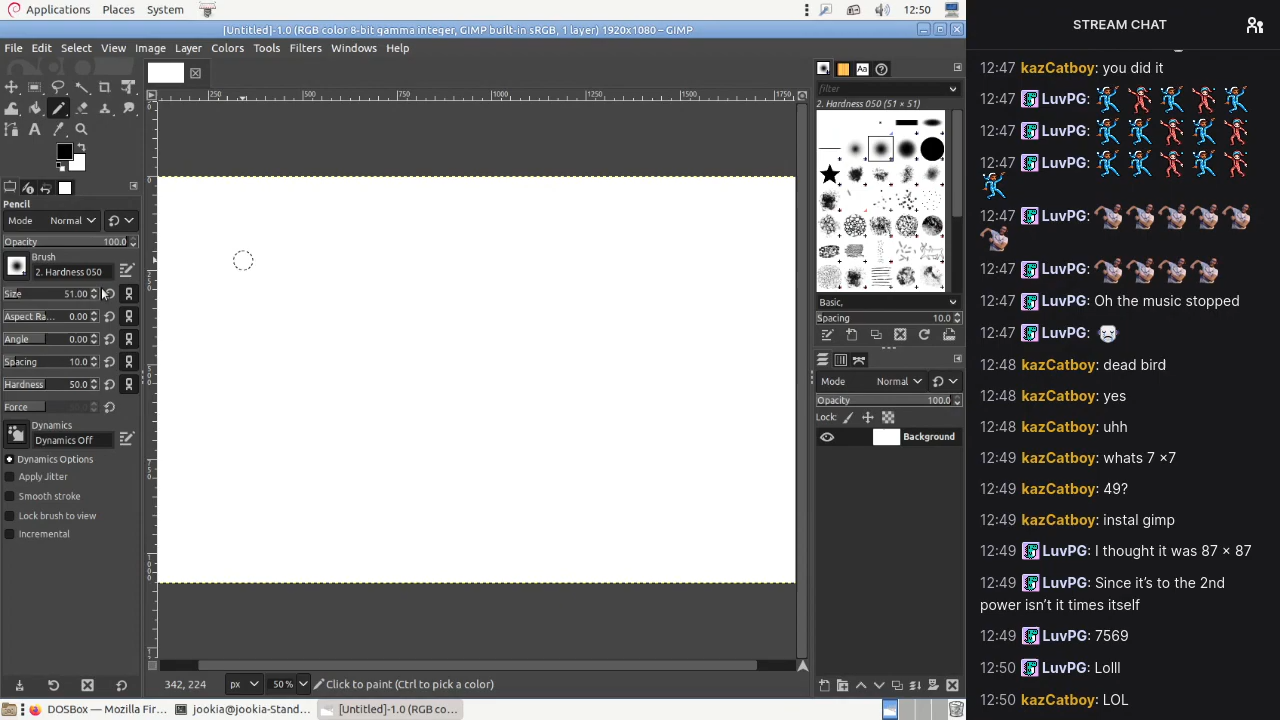 Applications Places System 12:50
[Untitled]-1.0 (RGB color 8-bit gamma integer, GIMP built-in sRGB, 1 layer) 1920x1080 – GIMP
File Edit Select View Image Layer Colors Tools Filters Windows Help
250 500 750 1000 1250 1500 1750
Pencil
Mode Normal
Opacity 100.0
Brush
2. Hardness 050
Size 51.00
Aspect Ra... 0.00
Angle 0.00
Spacing 10.0
Hardness 50.0
Force
Dynamics
Dynamics Off
Dynamics Options
Apply Jitter
Smooth stroke
Lock brush to view
Incremental
342, 224 px 50 % Click to paint (Ctrl to pick a color)
filter
2. Hardness 050 (51 × 51)
Basic,
Spacing 10.0
Mode Normal
Opacity 100.0
Lock:
Background
DOSBox — Mozilla Fir... jookia@jookia-Stand... [Untitled]-1.0 (RGB co...
STREAM CHAT
12:47 kazCatboy: you did it
12:47 LuvPG:
12:47 LuvPG:
12:47 LuvPG:
12:47 LuvPG:
12:47 LuvPG:
12:47 LuvPG: Oh the music stopped
12:47 LuvPG:
12:48 kazCatboy: dead bird
12:48 kazCatboy: yes
12:48 kazCatboy: uhh
12:49 kazCatboy: whats 7 ×7
12:49 kazCatboy: 49?
12:49 kazCatboy: instal gimp
12:49 LuvPG: I thought it was 87 × 87
12:49 LuvPG: Since it’s to the 2nd
power isn’t it times itself
12:49 LuvPG: 7569
12:50 LuvPG: Lolll
12:50 kazCatboy: LOL